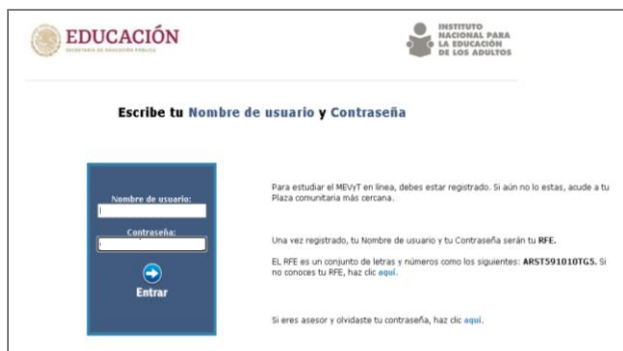 EDUCACIÓN
SECRETARÍA DE EDUCACIÓN PÚBLICA
INSTITUTO
NACIONAL PARA
LA EDUCACIÓN
DE LOS ADULTOS
Escribe tu Nombre de usuario y Contraseña
Nombre de usuario:
Contraseña:
Entrar
Para estudiar el MEVyT en línea, debes estar registrado. Si aún no lo estas, acude a tu
Plaza comunitaria más cercana.
Una vez registrado, tu Nombre de usuario y tu Contraseña serán tu RFE.
EL RFE es un conjunto de letras y números como los siguientes: ARST591010TG5. Si
no conoces tu RFE, haz clic aquí.
Si eres asesor y olvidaste tu contraseña, haz clic aquí.